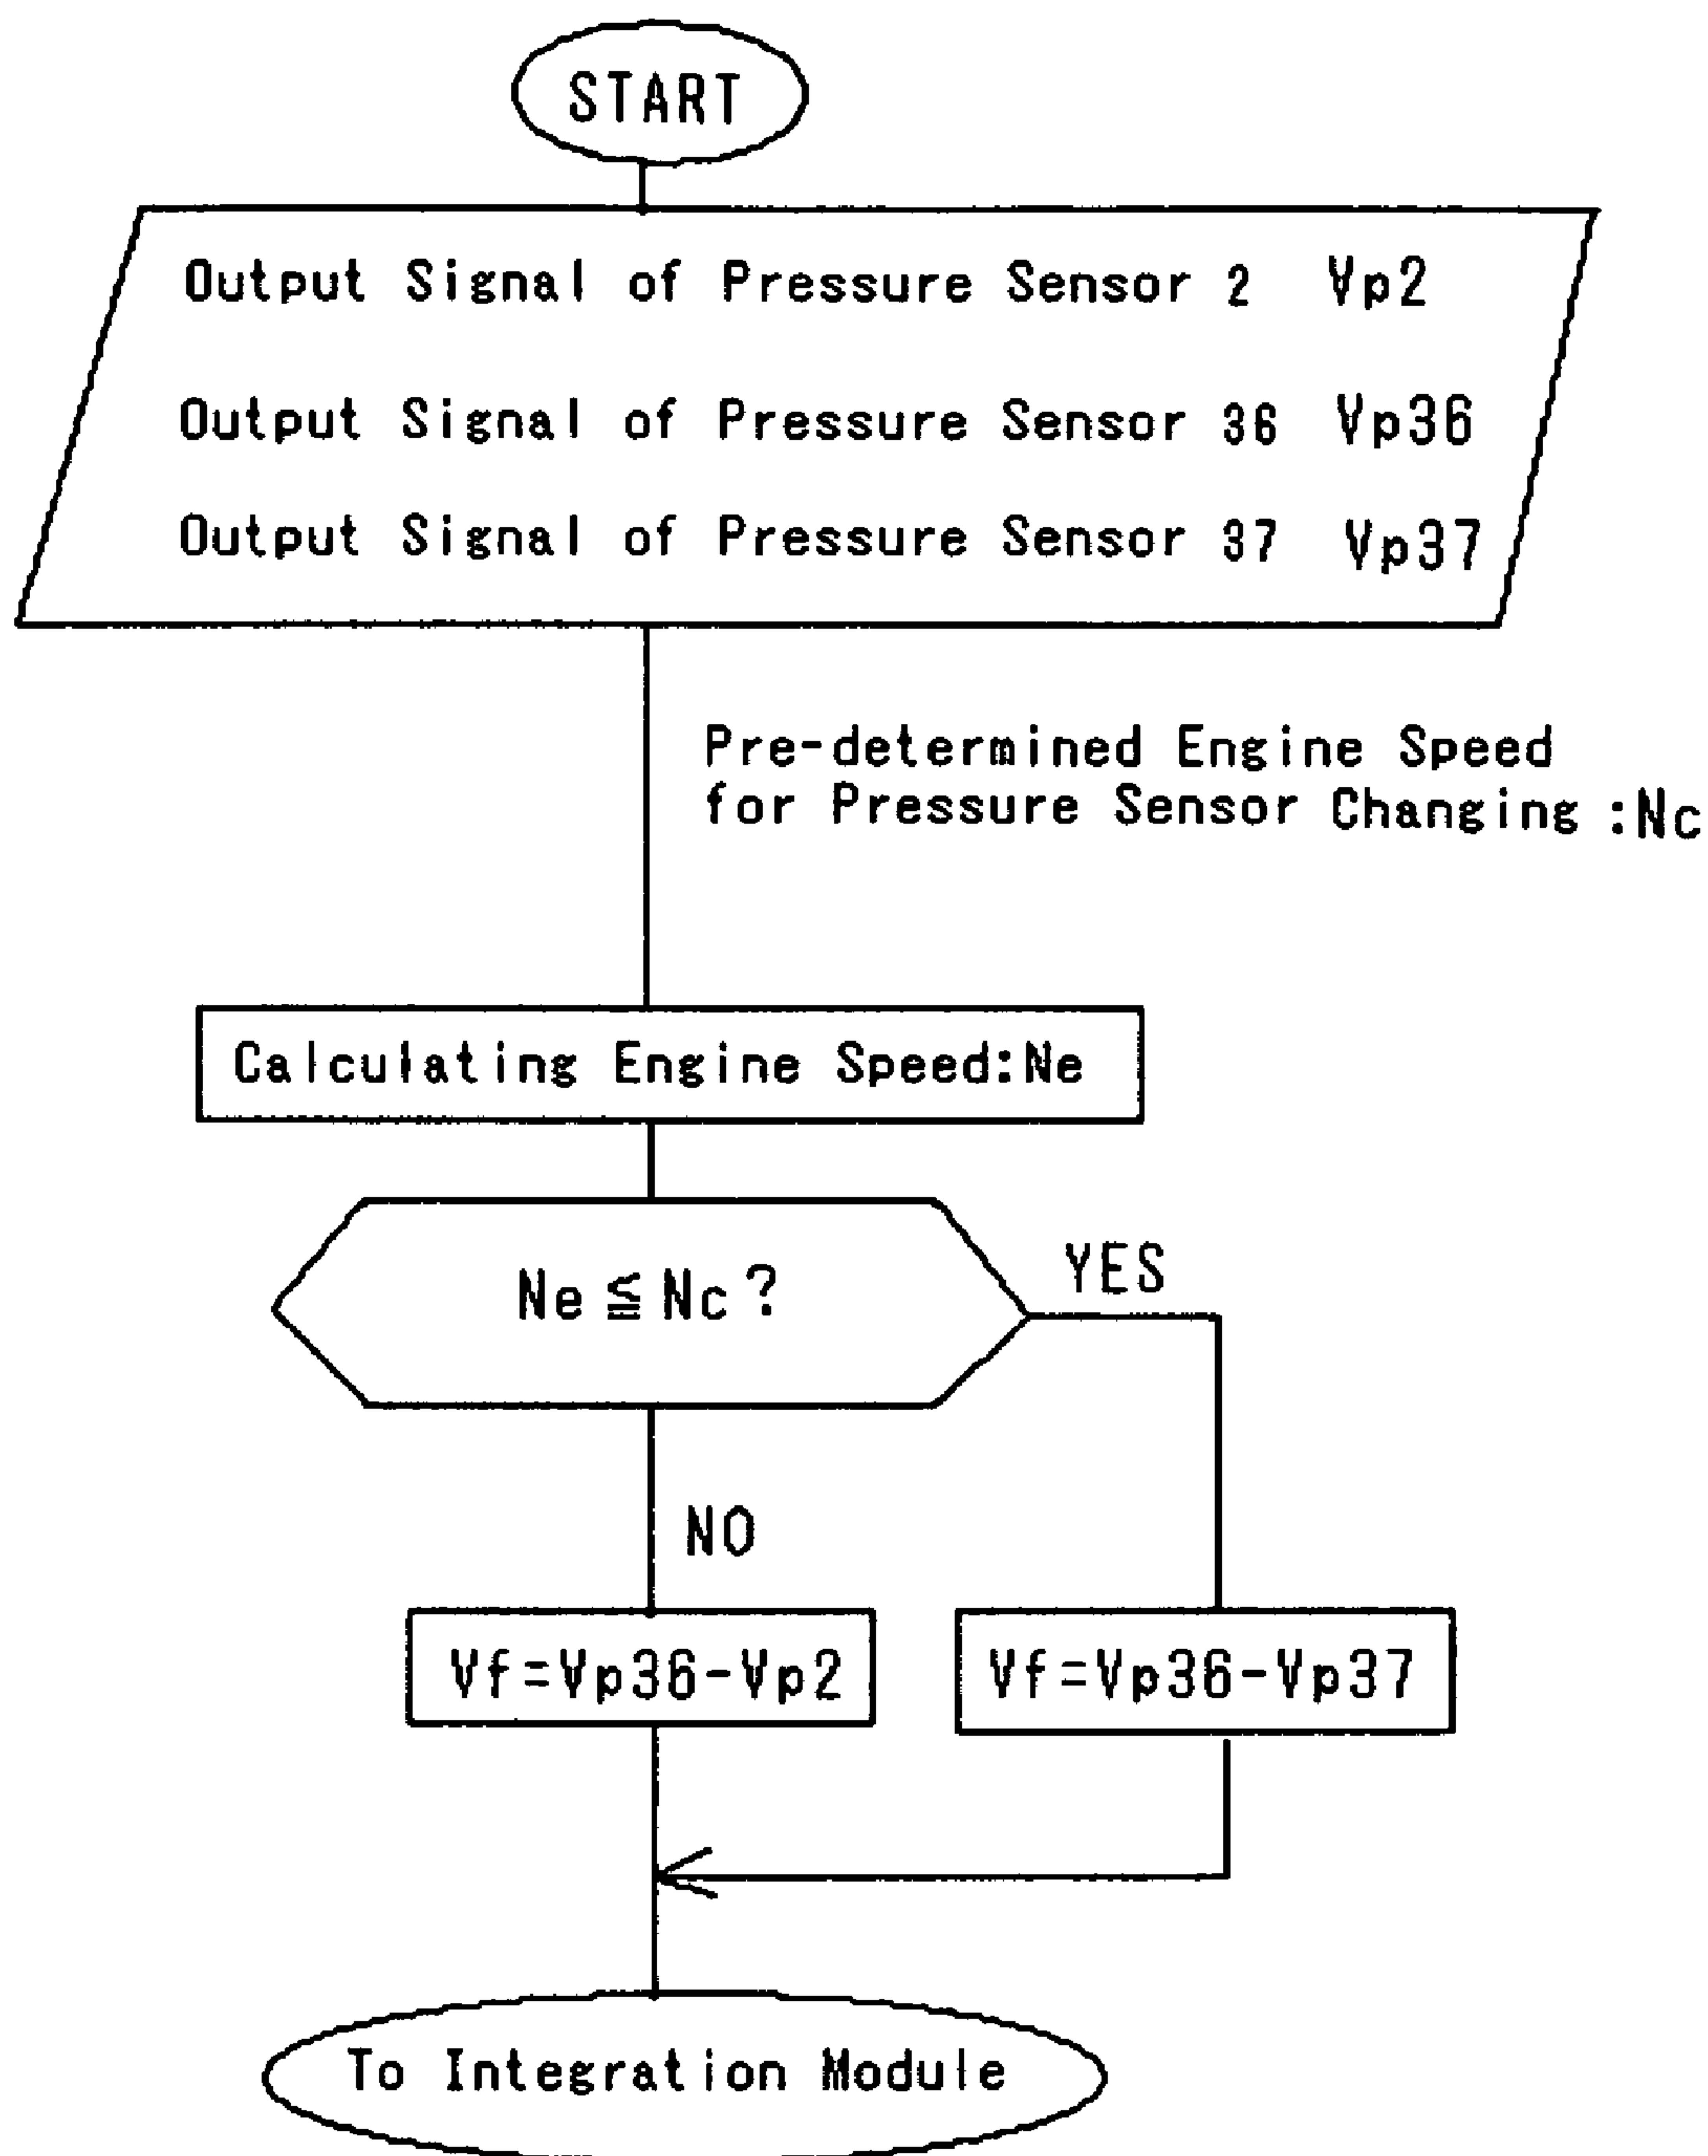 START
Output Signal of Pressure Sensor 2 Vp2
Output Signal of Pressure Sensor 36 Vp36
Output Signal of Pressure Sensor 37 Vp37
Pre-determined Engine Speed
for Pressure Sensor Changing :Nc
Calculating Engine Speed:Ne
Ne≦Nc?
YES
NO
Vf=Vp36-Vp2
Vf=Vp36-Vp37
To Integration Module